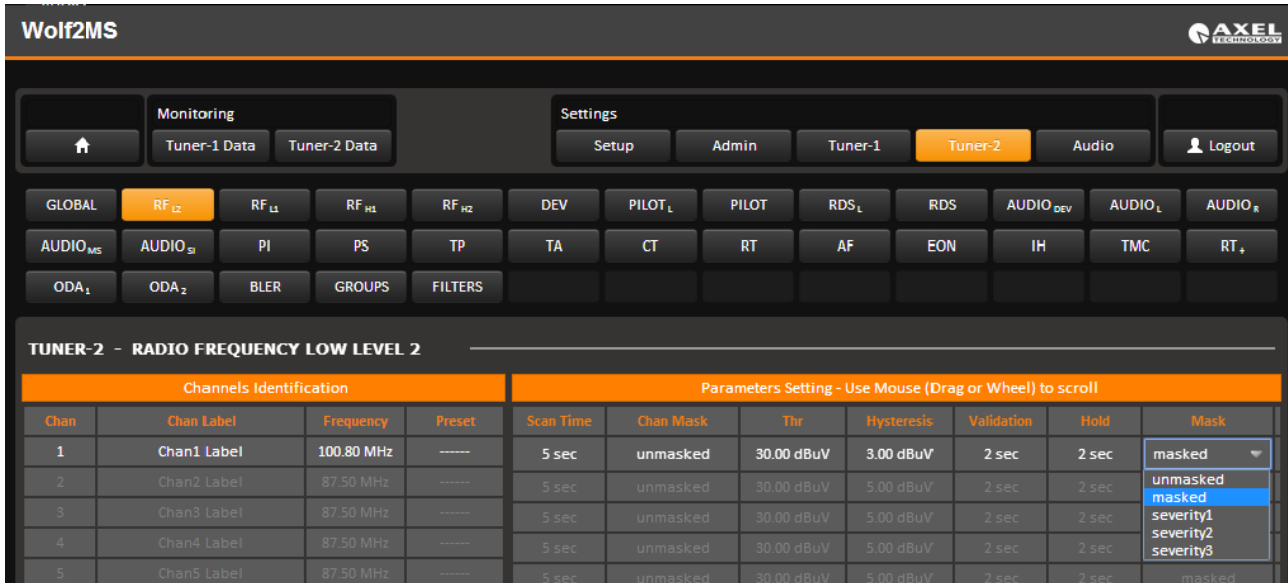 Wolf2MS
AXEL
TECHNOLOGY
Monitoring
Settings
Tuner-1 Data Tuner-2 Data Setup Admin Tuner-1 Tuner-2 Audio Logout
GLOBAL RF L2 RF L1 RF H1 RF H2 DEV PILOT L PILOT RDS L RDS AUDIO DEV AUDIO L AUDIO R
AUDIO MS AUDIO SI PI PS TP TA CT RT AF EON IH TMC RT +
ODA 1 ODA 2 BLER GROUPS FILTERS
TUNER-2 - RADIO FREQUENCY LOW LEVEL 2
Channels Identification Parameters Setting - Use Mouse (Drag or Wheel) to scroll
Chan Chan Label Frequency Preset Scan Time Chan Mask Thr Hysteresis Validation Hold Mask
1 Chan1 Label 100.80 MHz ------ 5 sec unmasked 30.00 dBuV 3.00 dBuV 2 sec 2 sec masked
2 Chan2 Label 87.50 MHz ------ 5 sec unmasked 30.00 dBuV 5.00 dBuV 2 sec 2 sec
3 Chan3 Label 87.50 MHz ------ 5 sec unmasked 30.00 dBuV 5.00 dBuV 2 sec 2 sec
4 Chan4 Label 87.50 MHz ------ 5 sec unmasked 30.00 dBuV 5.00 dBuV 2 sec 2 sec
5 Chan5 Label 87.50 MHz ------ 5 sec unmasked 30.00 dBuV 5.00 dBuV 2 sec 2 sec masked
unmasked
masked
severity1
severity2
severity3